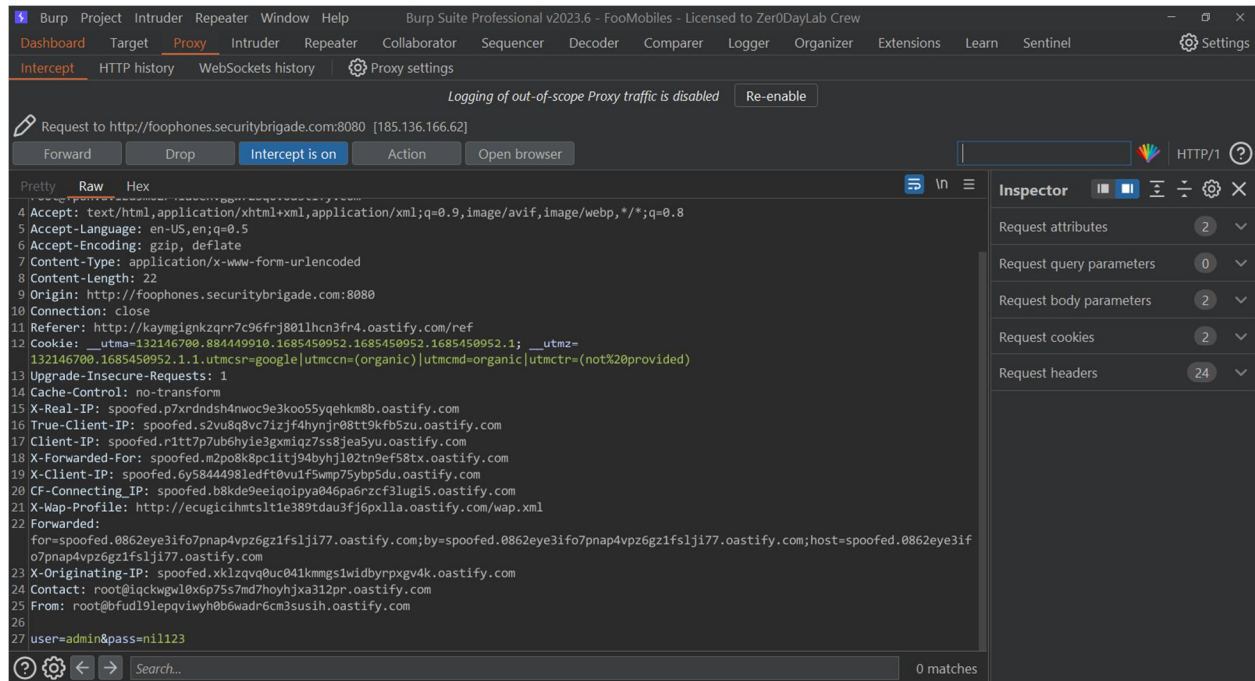 Burp Project Intruder Repeater Window Help Burp Suite Professional v2023.6 - FooMobiles - Licensed to Zer0DayLab Crew
Dashboard Target Proxy Intruder Repeater Collaborator Sequencer Decoder Comparer Logger Organizer Extensions Learn Sentinel Settings
Intercept HTTP history WebSockets history Proxy settings
Logging of out-of-scope Proxy traffic is disabled Re-enable
Request to http://foophones.securitybrigade.com:8080 [185.136.166.62]
Forward Drop Intercept is on Action Open browser HTTP/1
Pretty Raw Hex \n Inspector
4 Accept: text/html,application/xhtml+xml,application/xml;q=0.9,image/avif,image/webp,*/*;q=0.8
5 Accept-Language: en-US,en;q=0.5
6 Accept-Encoding: gzip, deflate
7 Content-Type: application/x-www-form-urlencoded
8 Content-Length: 22
9 Origin: http://foophones.securitybrigade.com:8080
10 Connection: close
11 Referer: http://kaymgignkzqrr7c96frj801lhcn3fr4.oastify.com/ref
12 Cookie: __utma=132146700.884449910.1685450952.1685450952.1685450952.1; __utmz=
132146700.1685450952.1.1.utmcsr=google|utmccn=(organic)|utmcmd=organic|utmctr=(not%20provided)
13 Upgrade-Insecure-Requests: 1
14 Cache-Control: no-transform
15 X-Real-IP: spoofed.p7xrdndsh4nwoc9e3koo55yqehkm8b.oastify.com
16 True-Client-IP: spoofed.s2vu8q8vc7izjf4hynjr08tt9kfb5zu.oastify.com
17 Client-IP: spoofed.r1tt7p7ub6hyie3gxmiqz7ss8jea5yu.oastify.com
18 X-Forwarded-For: spoofed.m2po8k8pc1itj94byhjl02tn9ef58tx.oastify.com
19 X-Client-IP: spoofed.6y5844498ledft0vu1f5wmp75ybp5du.oastify.com
20 CF-Connecting_IP: spoofed.b8kde9eeiqoipya046pa6rzcf3lugi5.oastify.com
21 X-Wap-Profile: http://ecugicihmtslt1e389tdau3fj6pxlla.oastify.com/wap.xml
22 Forwarded:
for=spoofed.0862eye3ifo7pnap4vpz6gz1fslji77.oastify.com;by=spoofed.0862eye3ifo7pnap4vpz6gz1fslji77.oastify.com;host=spoofed.0862eye3if
o7pnap4vpz6gz1fslji77.oastify.com
23 X-Originating-IP: spoofed.xklzqvq0uc041kmmgs1widbyrpxgv4k.oastify.com
24 Contact: root@iqckwgwl0x6p75s7md7hoyhjxa312pr.oastify.com
25 From: root@bfudl9lepqviwyh0b6wadr6cm3susih.oastify.com
26
27 user=admin&pass=nil123
Request attributes 2
Request query parameters 0
Request body parameters 2
Request cookies 2
Request headers 24
Search... 0 matches